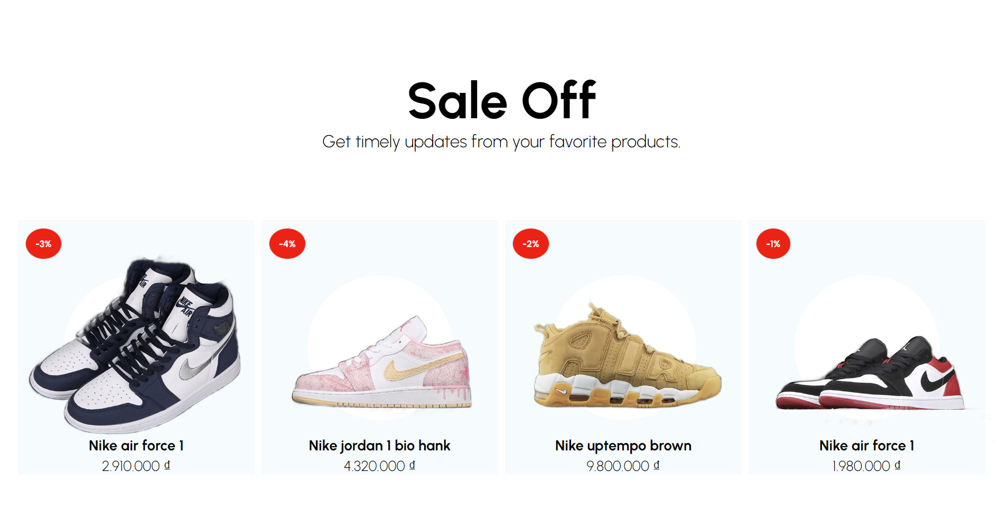 Sale Off
Get timely updates from your favorite products.
-3%
NIKE
AIR
Nike air force 1
2.910.000 ₫
-4%
Nike jordan 1 bio hank
4.320.000 ₫
-2%
Nike uptempo brown
9.800.000 ₫
-1%
Nike air force 1
1.980.000 ₫